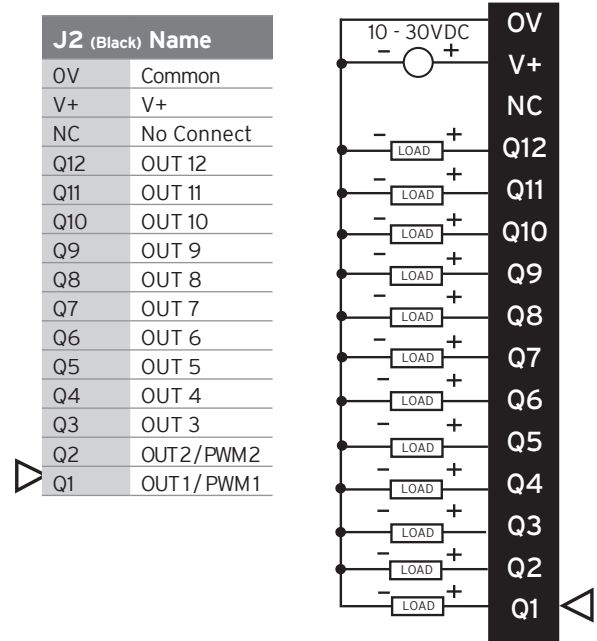 J2 (Black) Name
0V Common
V+ V+
NC No Connect
Q12 OUT 12
Q11 OUT 11
Q10 OUT 10
Q9 OUT 9
Q8 OUT 8
Q7 OUT 7
Q6 OUT 6
Q5 OUT 5
Q4 OUT 4
Q3 OUT 3
Q2 OUT2/PWM2
Q1 OUT1/PWM1
10 - 30VDC 0V
- + V+
NC
- LOAD + Q12
- LOAD + Q11
- LOAD + Q10
- LOAD + Q9
- LOAD + Q8
- LOAD + Q7
- LOAD + Q6
- LOAD + Q5
- LOAD + Q4
- LOAD + Q3
- LOAD + Q2
- LOAD + Q1